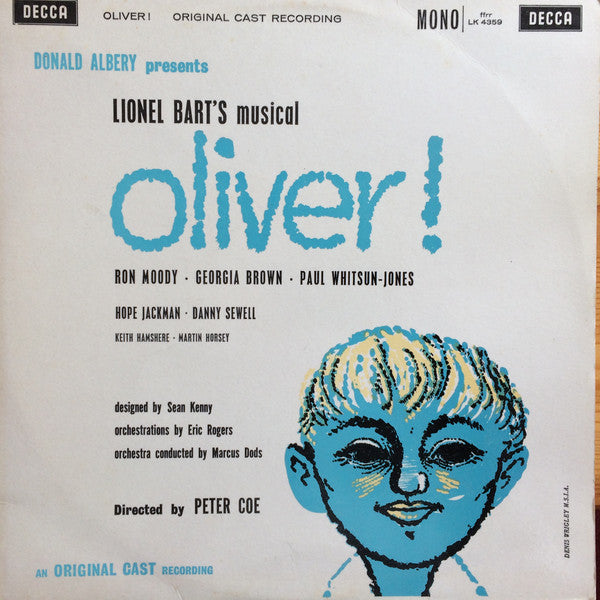 DECCA OLIVER! ORIGINAL CAST RECORDING MONO ffrr LK 4359 DECCA
DONALD ALBERY presents
LIONEL BART'S musical
oliver!
RON MOODY · GEORGIA BROWN · PAUL WHITSUN-JONES
HOPE JACKMAN · DANNY SEWELL
KEITH HAMSHERE · MARTIN HORSEY
designed by Sean Kenny
orchestrations by Eric Rogers
orchestra conducted by Marcus Dods
Directed by PETER COE
DENIS WRIGLEY M.S.I.A.
AN ORIGINAL CAST RECORDING